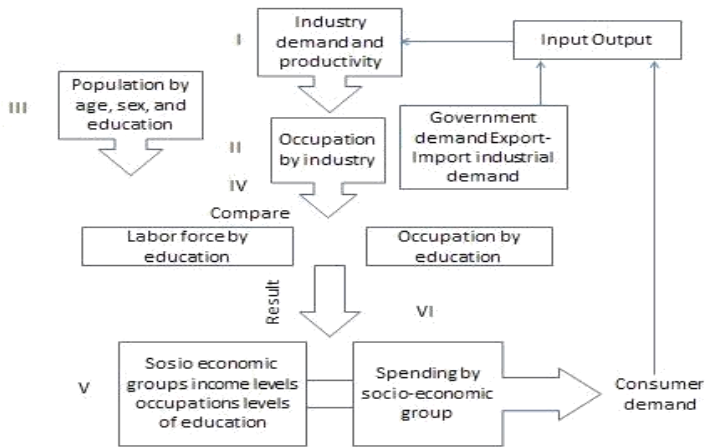 I
Industry
demand and
productivity
Input Output
III
Population by
age, sex, and
education
II
Occupation
by industry
Government
demand Export-
Import industrial
demand
IV
Compare
Labor force by
education
Occupation by
education
Result
VI
V
Sosio economic
groups income levels
occupations levels
of education
Spending by
socio-economic
group
Consumer
demand